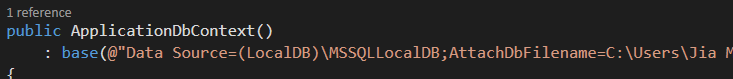 1 reference
public ApplicationDbContext()
: base(@"Data Source=(LocalDB)\MSSQLLocalDB;AttachDbFilename=C:\Users\Jia M
{